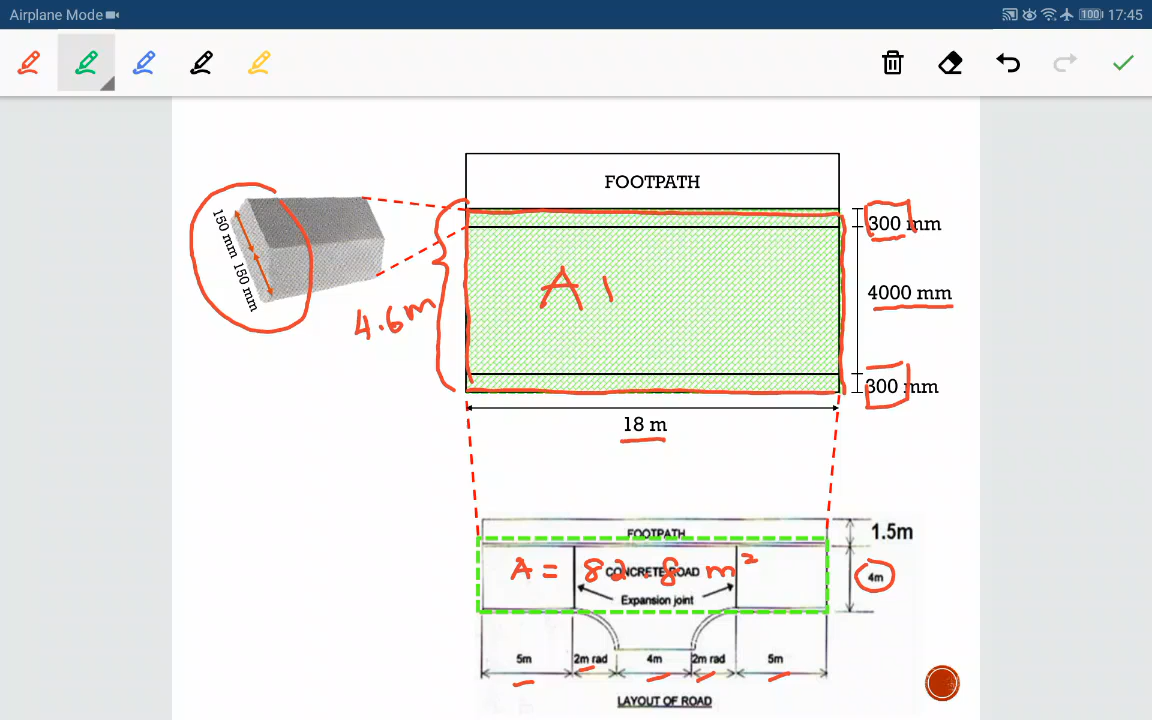 Airplane Mode
100 17:45
FOOTPATH
150 mm
150 mm
300 mm
4000 mm
300 mm
4.6m
A1
18 m
FOOTPATH
1.5m
A = 82.8 m²
CONCRETE ROAD
4m
Expansion joint
5m 2m rad 4m 2m rad 5m
LAYOUT OF ROAD